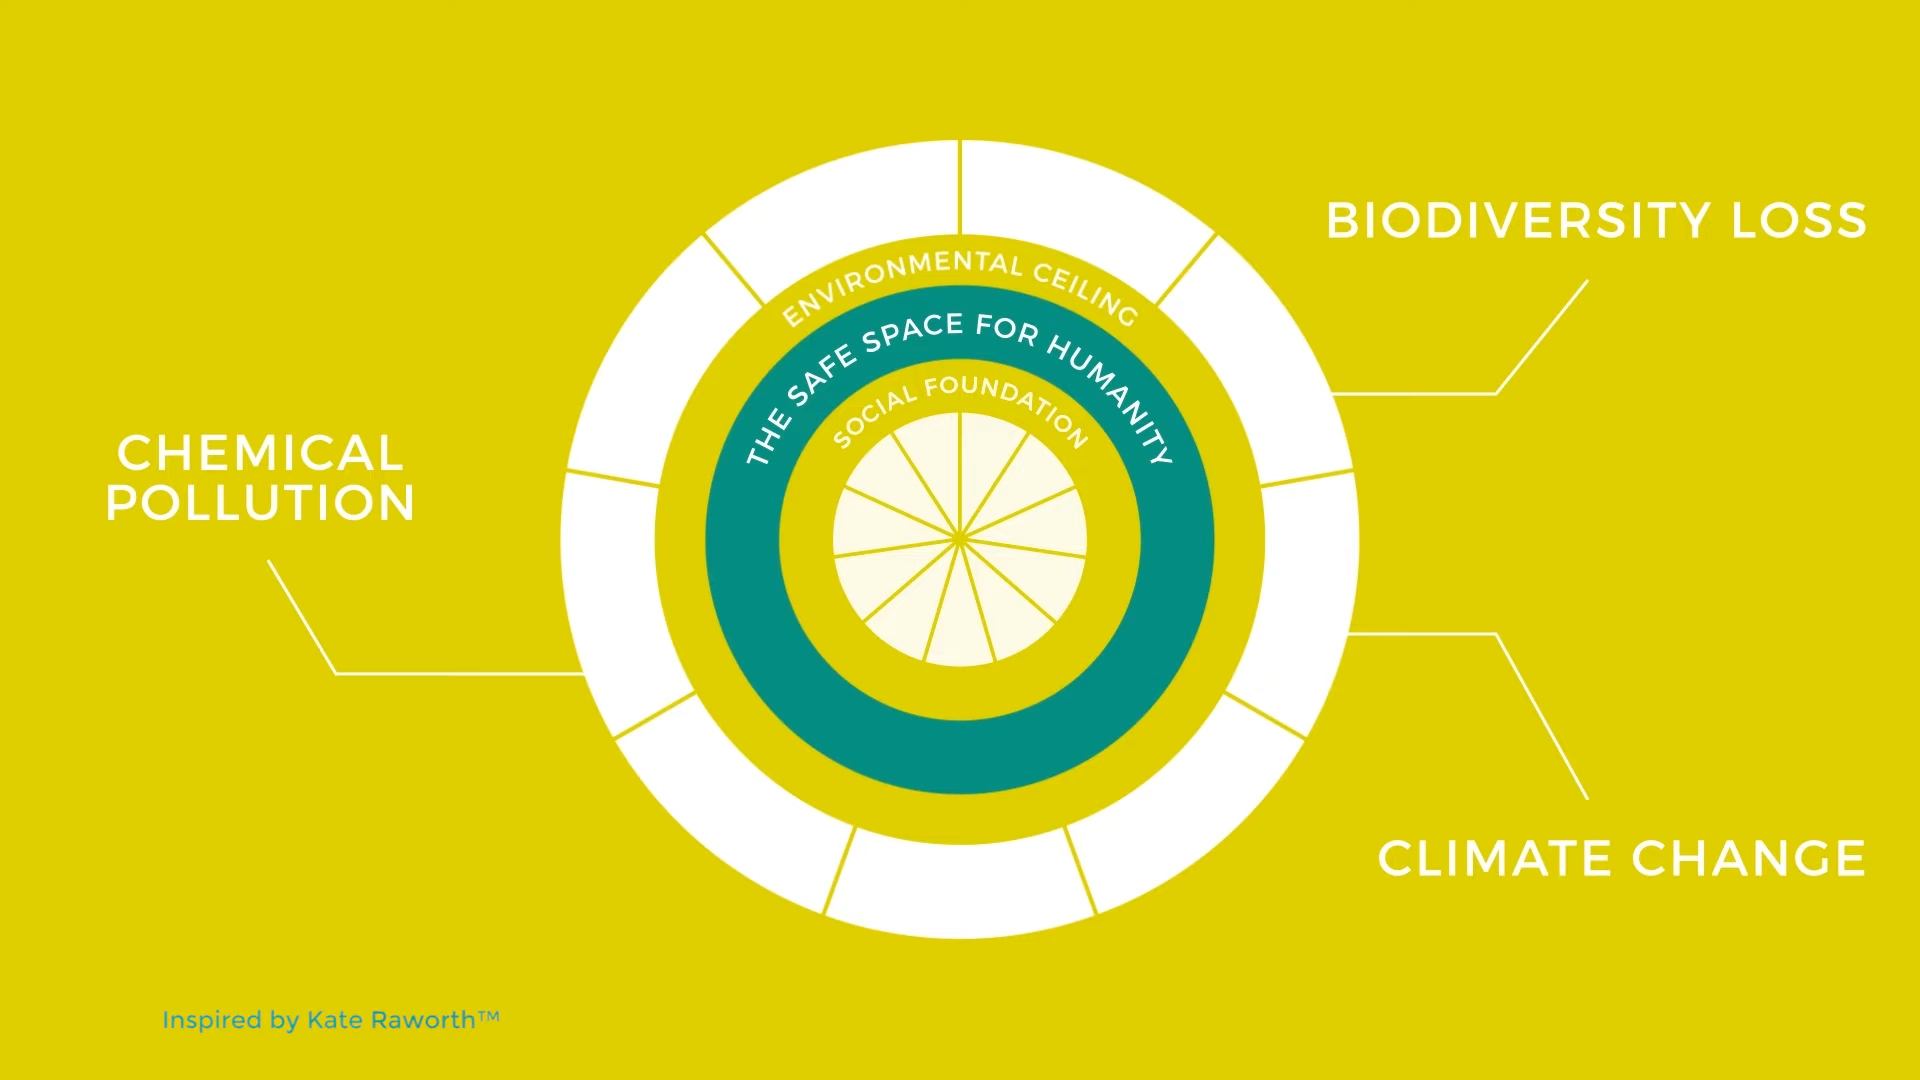 BIODIVERSITY LOSS
ENVIRONMENTAL CEILING
THE SAFE SPACE FOR HUMANITY
SOCIAL FOUNDATION
CHEMICAL
POLLUTION
CLIMATE CHANGE
Inspired by Kate Raworth™